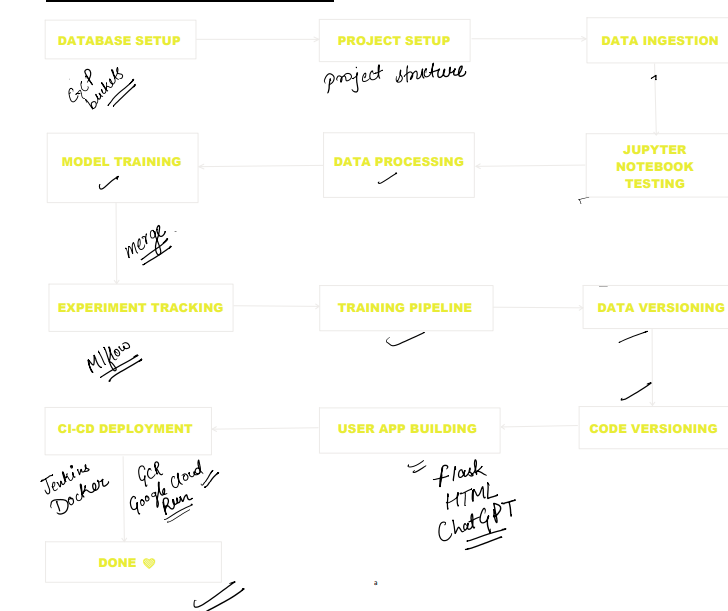 DATABASE SETUP
PROJECT SETUP
DATA INGESTION
GCP
buckets
project structure
MODEL TRAINING
DATA PROCESSING
JUPYTER
NOTEBOOK
TESTING
merge
EXPERIMENT TRACKING
TRAINING PIPELINE
DATA VERSIONING
Mlflow
CI-CD DEPLOYMENT
USER APP BUILDING
CODE VERSIONING
Jenkins
Docker
GCR
Google Cloud
Run
flask
HTML
ChatGPT
DONE 💛